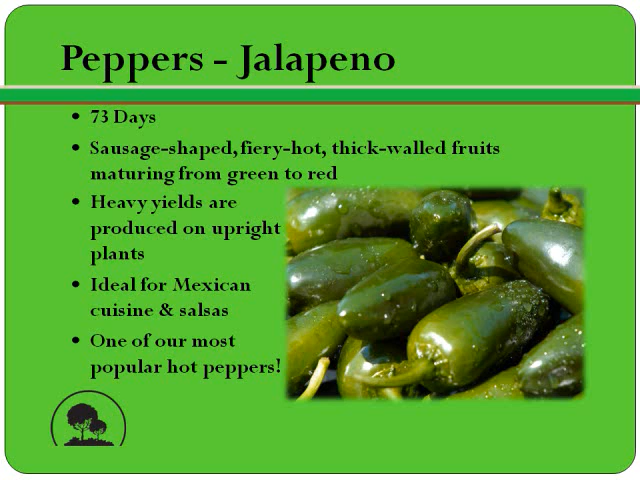 Peppers - Jalapeno
• 73 Days
• Sausage-shaped, fiery-hot, thick-walled fruits
maturing from green to red
• Heavy yields are
produced on upright
plants
• Ideal for Mexican
cuisine & salsas
• One of our most
popular hot peppers!